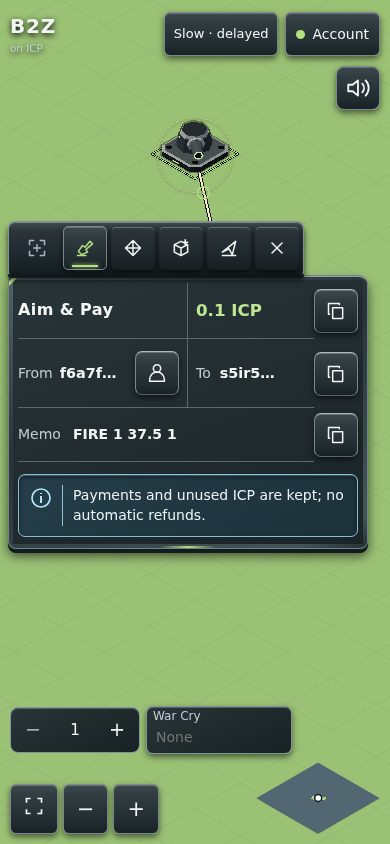 B2Z
on ICP
Slow · delayed
Account
Aim & Pay
0.1 ICP
From f6a7f...
To s5ir5...
Memo FIRE 1 37.5 1
Payments and unused ICP are kept; no
automatic refunds.
− 1 +
War Cry
None
− +